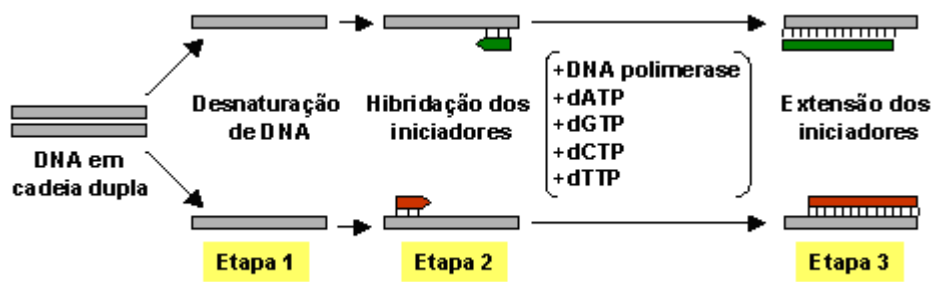 DNA em
cadeia dupla
Desnaturação
de DNA
Hibridação dos
iniciadores
+DNA polimerase
+dATP
+dGTP
+dCTP
+dTTP
Extensão dos
iniciadores
Etapa 1
Etapa 2
Etapa 3